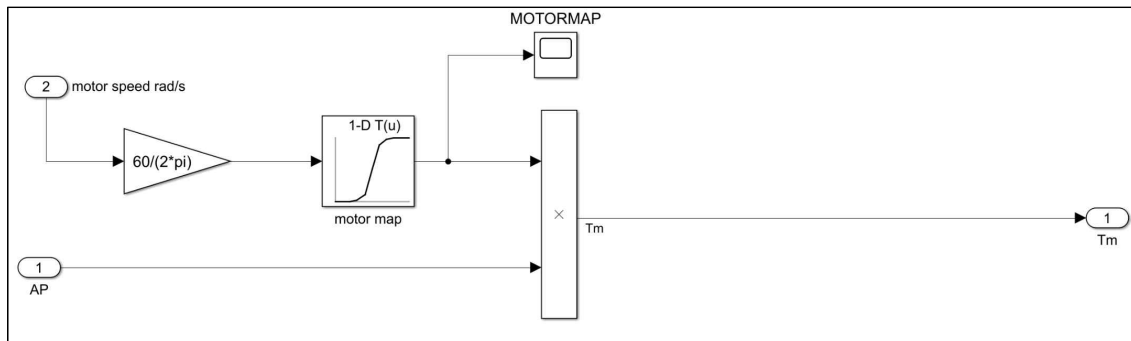 MOTORMAP
2
motor speed rad/s
1-D T(u)
60/(2*pi)
motor map
×
Tm
1
Tm
1
AP